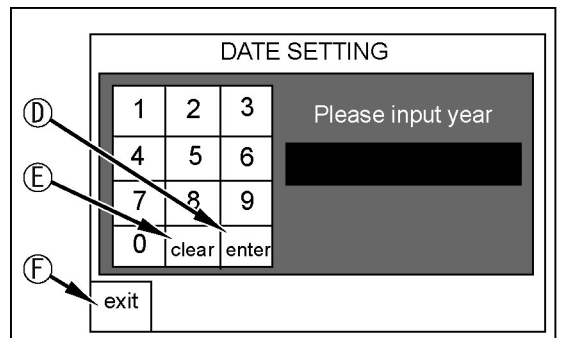 DATE SETTING
1 2 3 Please input year
D
4 5 6
E
7 8 9
0 clear enter
F
exit